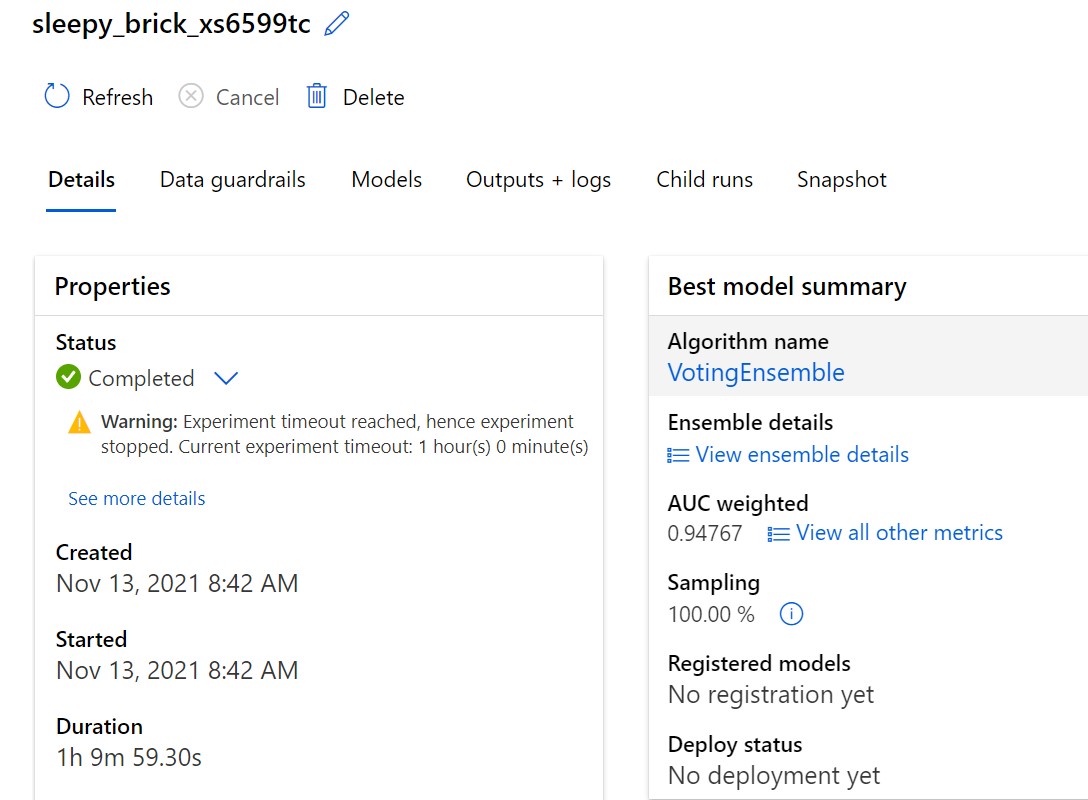 sleepy_brick_xs6599tc
Refresh Cancel Delete
Details Data guardrails Models Outputs + logs Child runs Snapshot
Properties
Status
Completed
Warning: Experiment timeout reached, hence experiment
stopped. Current experiment timeout: 1 hour(s) 0 minute(s)
See more details
Created
Nov 13, 2021 8:42 AM
Started
Nov 13, 2021 8:42 AM
Duration
1h 9m 59.30s
Best model summary
Algorithm name
VotingEnsemble
Ensemble details
View ensemble details
AUC weighted
0.94767 View all other metrics
Sampling
100.00 %
Registered models
No registration yet
Deploy status
No deployment yet